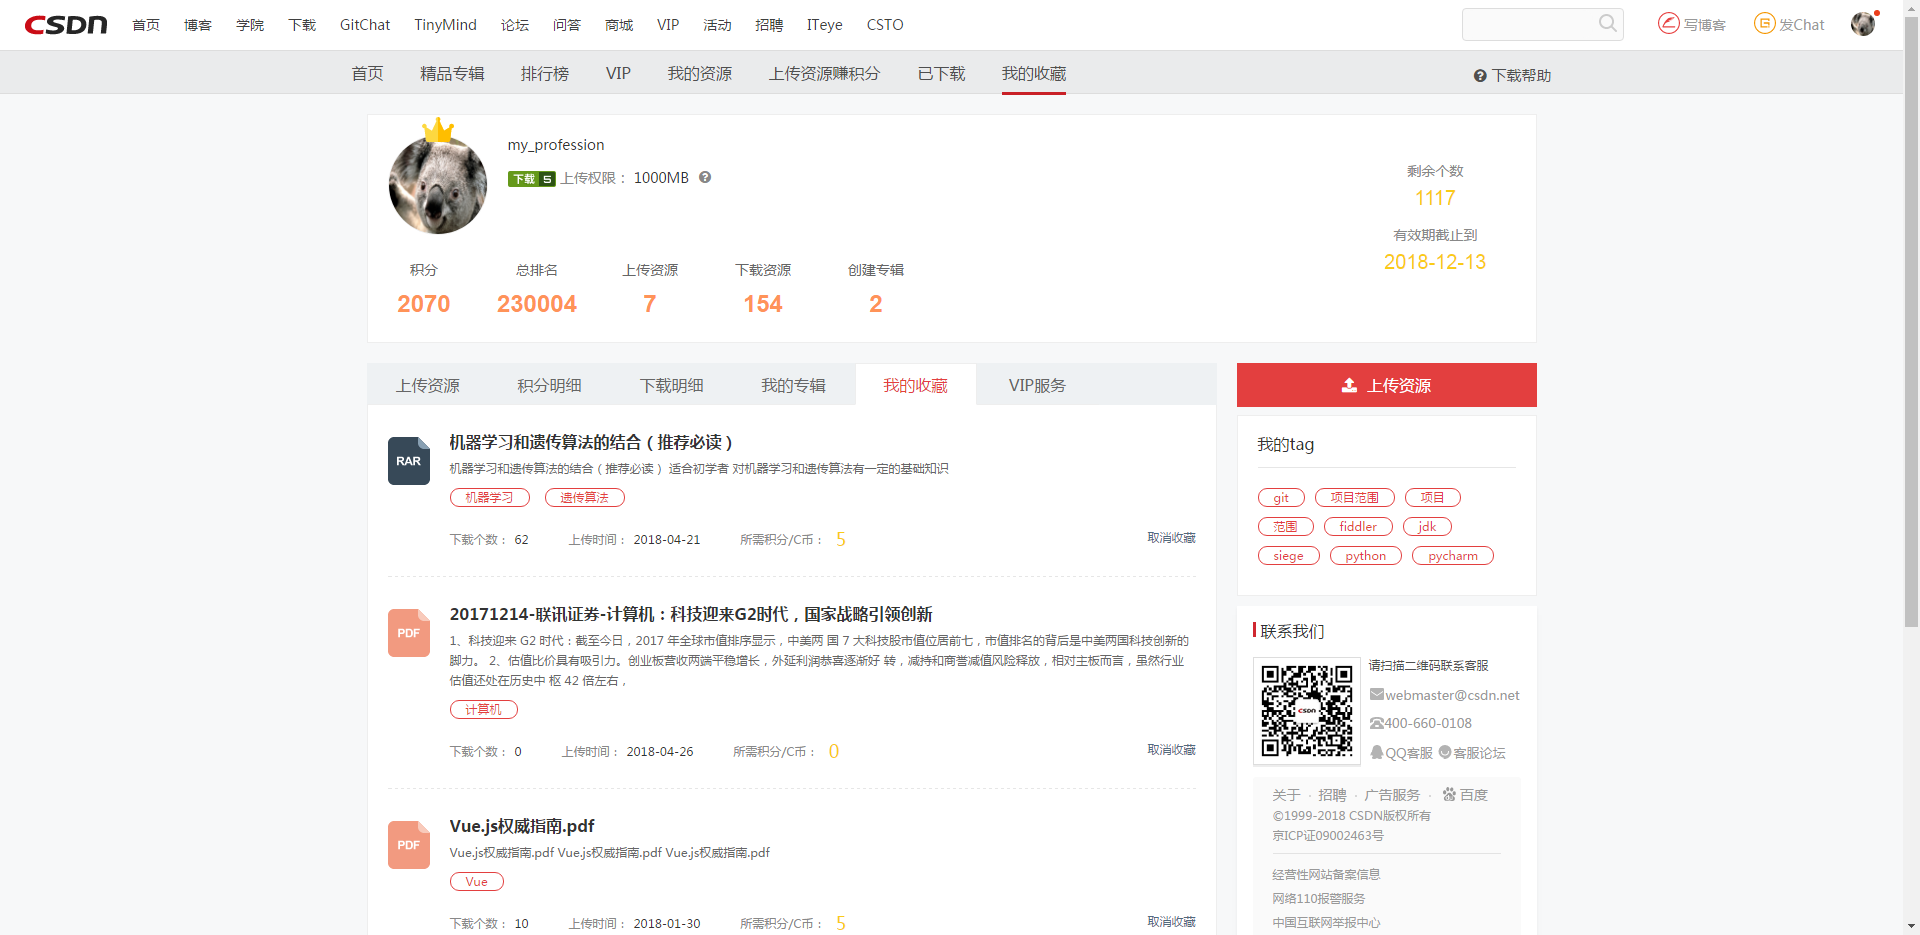 CSDN 首页 博客 学院 下载 GitChat TinyMind 论坛 问答 商城 VIP 活动 招聘 ITeye CSTO 写博客 发Chat
首页 精品专辑 排行榜 VIP 我的资源 上传资源赚积分 已下载 我的收藏 下载帮助
my_profession
下载 5 上传权限： 1000MB
剩余个数
1117
有效期截止到
2018-12-13
积分 总排名 上传资源 下载资源 创建专辑
2070 230004 7 154 2
上传资源 积分明细 下载明细 我的专辑 我的收藏 VIP服务
RAR
机器学习和遗传算法的结合（推荐必读）
机器学习和遗传算法的结合（推荐必读） 适合初学者 对机器学习和遗传算法有一定的基础知识
机器学习 遗传算法
下载个数： 62 上传时间： 2018-04-21 所需积分/C币： 5 取消收藏
PDF
20171214-联讯证券-计算机：科技迎来G2时代，国家战略引领创新
1、科技迎来 G2 时代：截至今日，2017 年全球市值排序显示，中美两 国 7 大科技股市值位居前七，市值排名的背后是中美两国科技创新的
脚力。 2、估值比价具有吸引力。创业板营收两端平稳增长，外延利润恭喜逐渐好 转，减持和商誉减值风险释放，相对主板而言，虽然行业
估值还处在历史中 枢 42 倍左右，
计算机
下载个数： 0 上传时间： 2018-04-26 所需积分/C币： 0 取消收藏
PDF
Vue.js权威指南.pdf
Vue.js权威指南.pdf Vue.js权威指南.pdf Vue.js权威指南.pdf
Vue
下载个数： 10 上传时间： 2018-01-30 所需积分/C币： 5 取消收藏
上传资源
我的tag
git 项目范围 项目
范围 fiddler jdk
siege python pycharm
联系我们
CSDN
请扫描二维码联系客服
webmaster@csdn.net
400-660-0108
QQ客服 客服论坛
关于 · 招聘 · 广告服务 · 百度
©1999-2018 CSDN版权所有
京ICP证09002463号
经营性网站备案信息
网络110报警服务
中国互联网举报中心